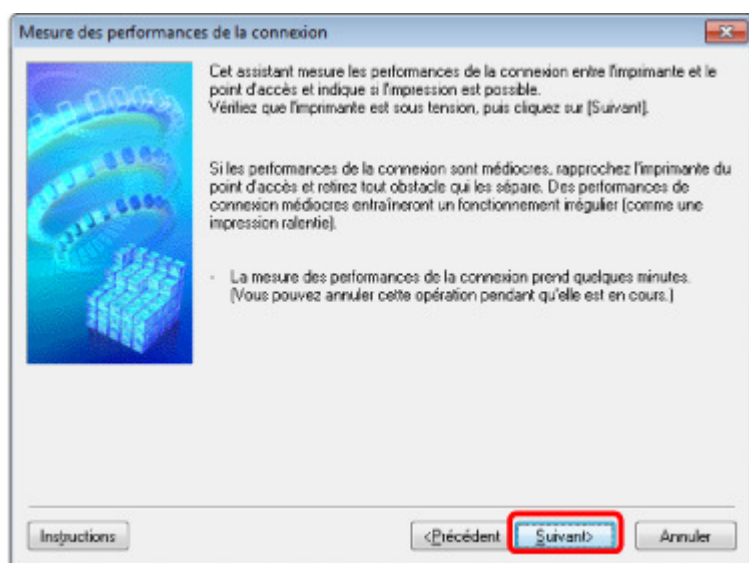 Mesure des performances de la connexion
Cet assistant mesure les performances de la connexion entre l'imprimante et le
point d'accès et indique si l'impression est possible.
Vérifiez que l'imprimante est sous tension, puis cliquez sur [Suivant].
Si les performances de la connexion sont médiocres, rapprochez l'imprimante du
point d'accès et retirez tout obstacle qui les sépare. Des performances de
connexion médiocres entraîneront un fonctionnement irrégulier (comme une
impression ralentie).
- La mesure des performances de la connexion prend quelques minutes.
(Vous pouvez annuler cette opération pendant qu'elle est en cours.)
Instructions
<Précédent
Suivant>
Annuler